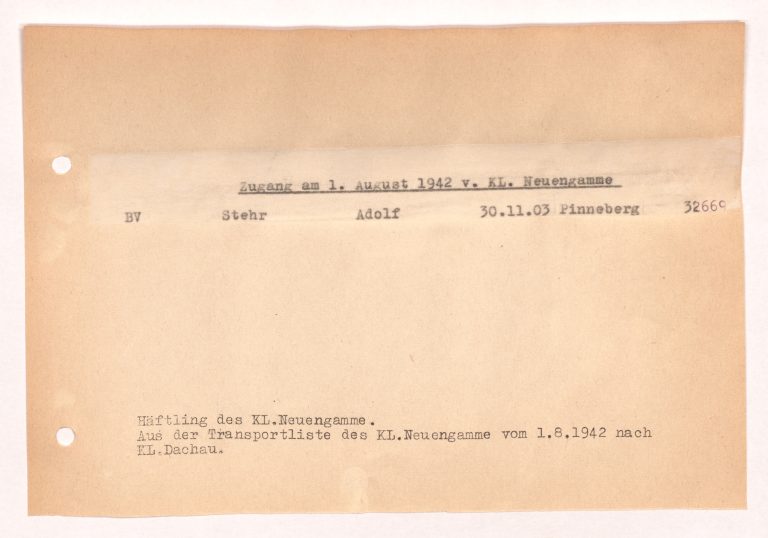 Zugang am 1. August 1942 v. KL. Neuengamme
BV Stehr Adolf 30.11.03 Pinneberg 32669
Häftling des KL.Neuengamme.
Aus der Transportliste des KL.Neuengamme vom 1.8.1942 nach
KL.Dachau.